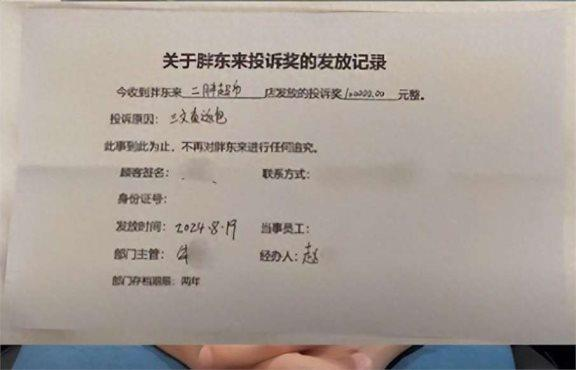 关于胖东来投诉奖的发放记录
今收到胖东来 二胖超市 店发放的投诉奖 100000.00 元整。
投诉原因:三文鱼汉包
此事到此为止,不再对胖东来进行任何追究。
顾客签名: 联系方式:
身份证号:
发放时间:2024.8.19 当事员工:
部门主管: 经办人:赵
部门存档期限:两年